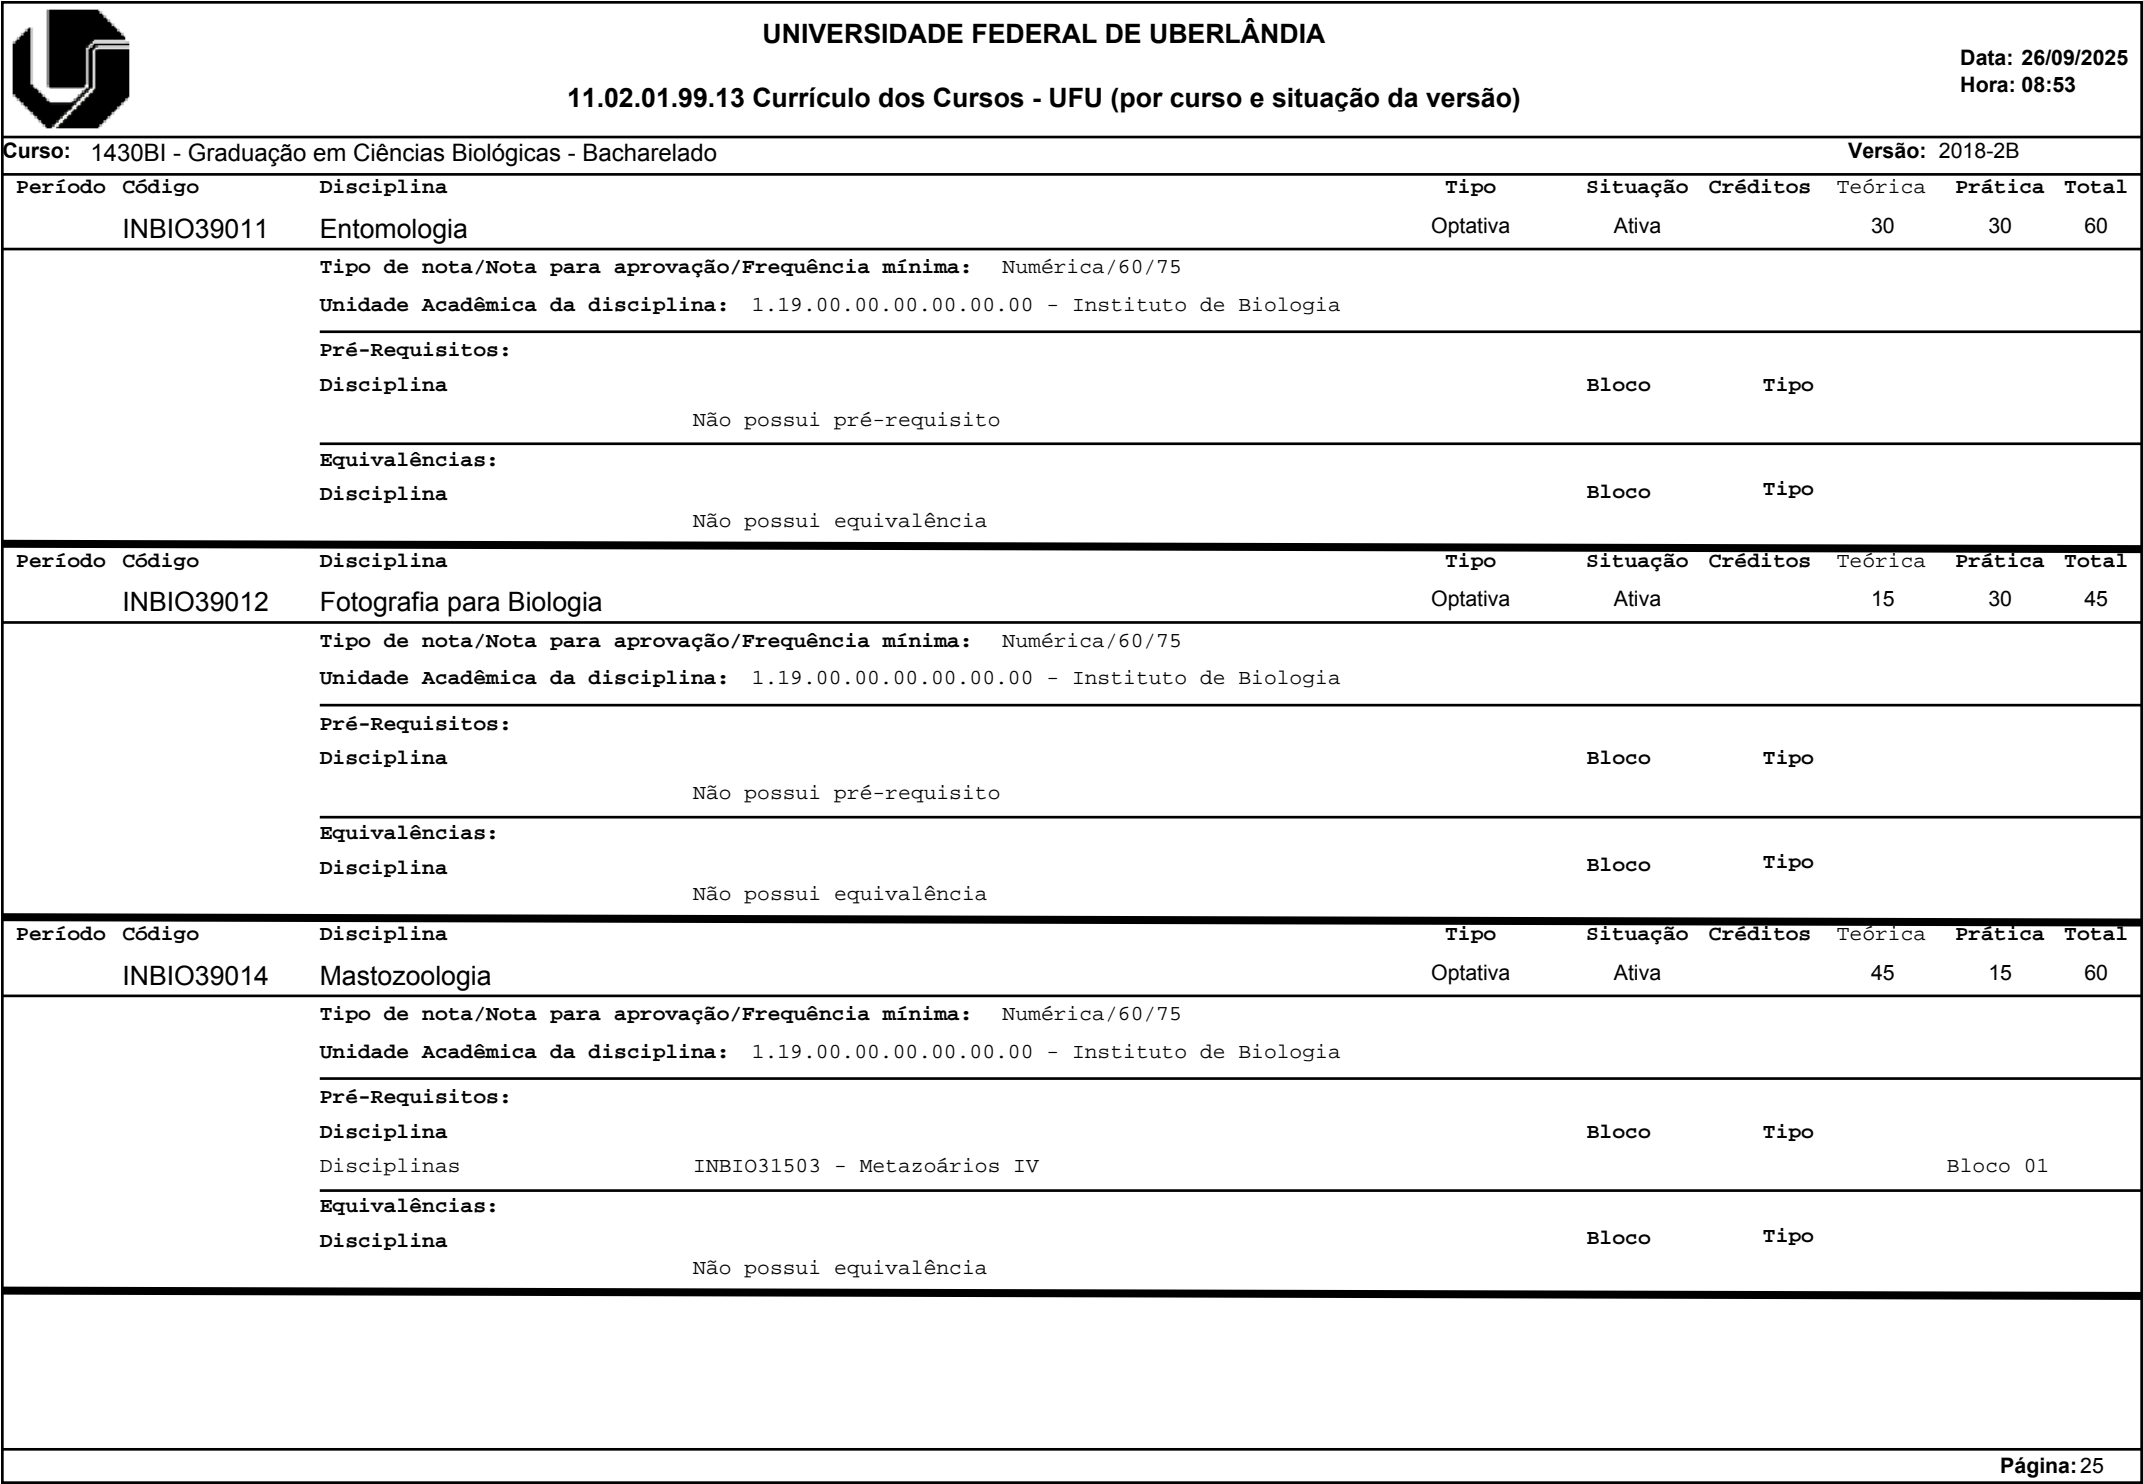 UNIVERSIDADE FEDERAL DE UBERLÂNDIA
Data: 26/09/2025
Hora: 08:53
11.02.01.99.13 Currículo dos Cursos - UFU (por curso e situação da versão)
Curso: 1430BI - Graduação em Ciências Biológicas - Bacharelado Versão: 2018-2B
Período Código Disciplina Tipo Situação Créditos Teórica Prática Total
INBIO39011 Entomologia Optativa Ativa 30 30 60
Tipo de nota/Nota para aprovação/Frequência mínima: Numérica/60/75
Unidade Acadêmica da disciplina: 1.19.00.00.00.00.00.00 - Instituto de Biologia
Pré-Requisitos:
Disciplina Bloco Tipo
Não possui pré-requisito
Equivalências:
Disciplina Bloco Tipo
Não possui equivalência
Período Código Disciplina Tipo Situação Créditos Teórica Prática Total
INBIO39012 Fotografia para Biologia Optativa Ativa 15 30 45
Tipo de nota/Nota para aprovação/Frequência mínima: Numérica/60/75
Unidade Acadêmica da disciplina: 1.19.00.00.00.00.00.00 - Instituto de Biologia
Pré-Requisitos:
Disciplina Bloco Tipo
Não possui pré-requisito
Equivalências:
Disciplina Bloco Tipo
Não possui equivalência
Período Código Disciplina Tipo Situação Créditos Teórica Prática Total
INBIO39014 Mastozoologia Optativa Ativa 45 15 60
Tipo de nota/Nota para aprovação/Frequência mínima: Numérica/60/75
Unidade Acadêmica da disciplina: 1.19.00.00.00.00.00.00 - Instituto de Biologia
Pré-Requisitos:
Disciplina Bloco Tipo
Disciplinas INBIO31503 - Metazoários IV Bloco 01
Equivalências:
Disciplina Bloco Tipo
Não possui equivalência
Página: 25